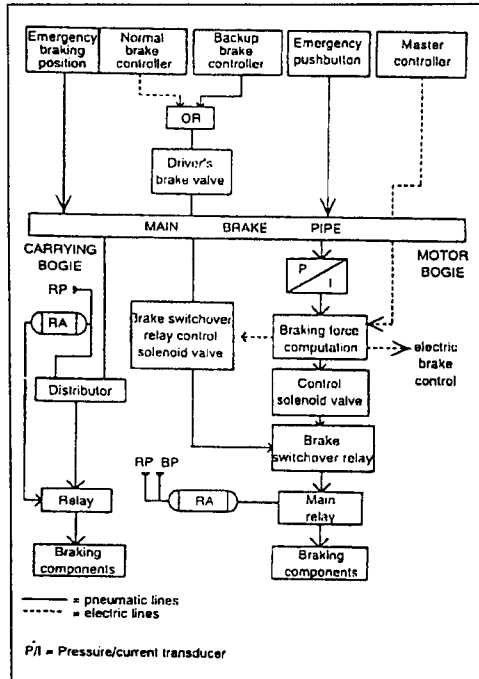 Emergency
braking
position
Normal
brake
controller
Backup
brake
controller
Emergency
pushbutton
Master
controller
OR
Driver's
brake valve
MAIN BRAKE PIPE
CARRYING
BOGIE
MOTOR
BOGIE
P
I
RP
RA
Brake switchover
relay control
solenoid valve
Braking force
computation
electric
brake
control
Distributor
Control
solenoid valve
Brake
switchover relay
RP BP
RA
Relay
Main
relay
Braking
components
Braking
components
= pneumatic lines
= electric lines
P/I = Pressure/current transducer